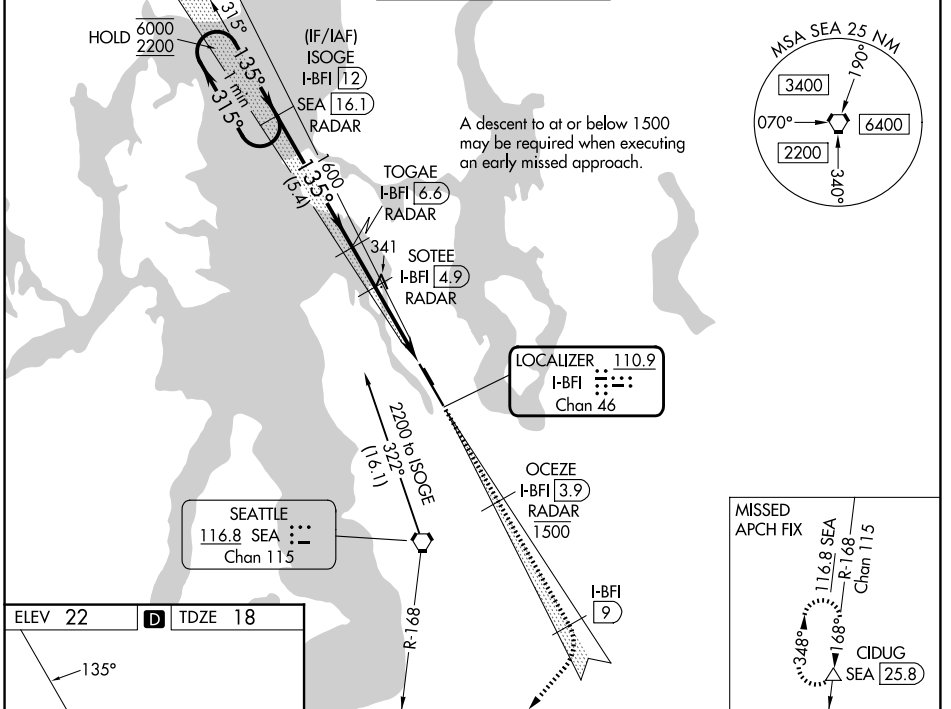 315°
HOLD 6000
2200
135°
1 min
315°
(IF/IAF)
ISOGE
I-BFI 12
SEA 16.1
RADAR
MSA SEA 25 NM
190°
3400
070°
6400
2200
340°
A descent to at or below 1500
may be required when executing
an early missed approach.
1600
135°
(5.4)
TOGAE
I-BFI 6.6
RADAR
341
SOTEE
I-BFI 4.9
RADAR
LOCALIZER 110.9
I-BFI
Chan 46
2200 to ISOGE
322°
(16.1)
OCEZE
I-BFI 3.9
RADAR
1500
SEATTLE
116.8 SEA
Chan 115
R-168
I-BFI
9
MISSED
APCH FIX
116.8 SEA
R-168
Chan 115
348°
168°
CIDUG
SEA 25.8
ELEV 22 D TDZE 18
135°